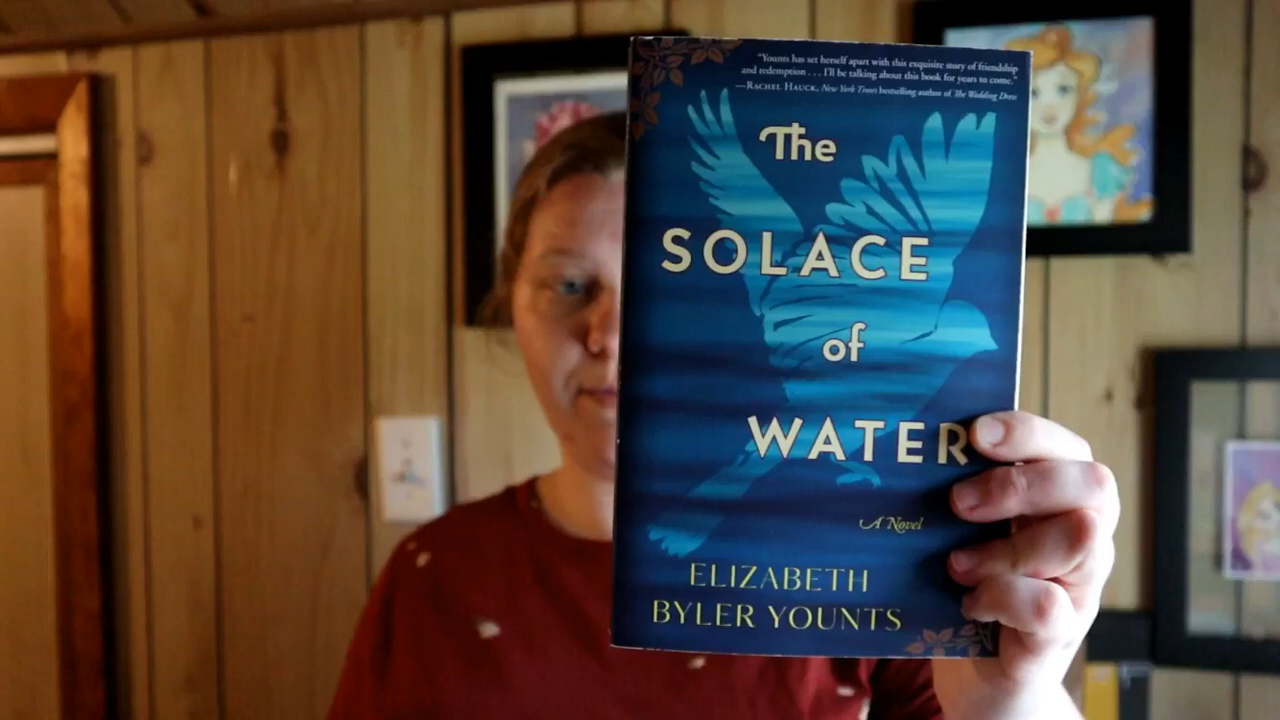 "Younts has set herself apart with this exquisite story of friendship
and redemption . . . I'll be talking about this book for years to come."
—RACHEL HAUCK, New York Times bestselling author of The Wedding Dress
The
SOLACE
of
WATER
A Novel
ELIZABETH
BYLER YOUNTS